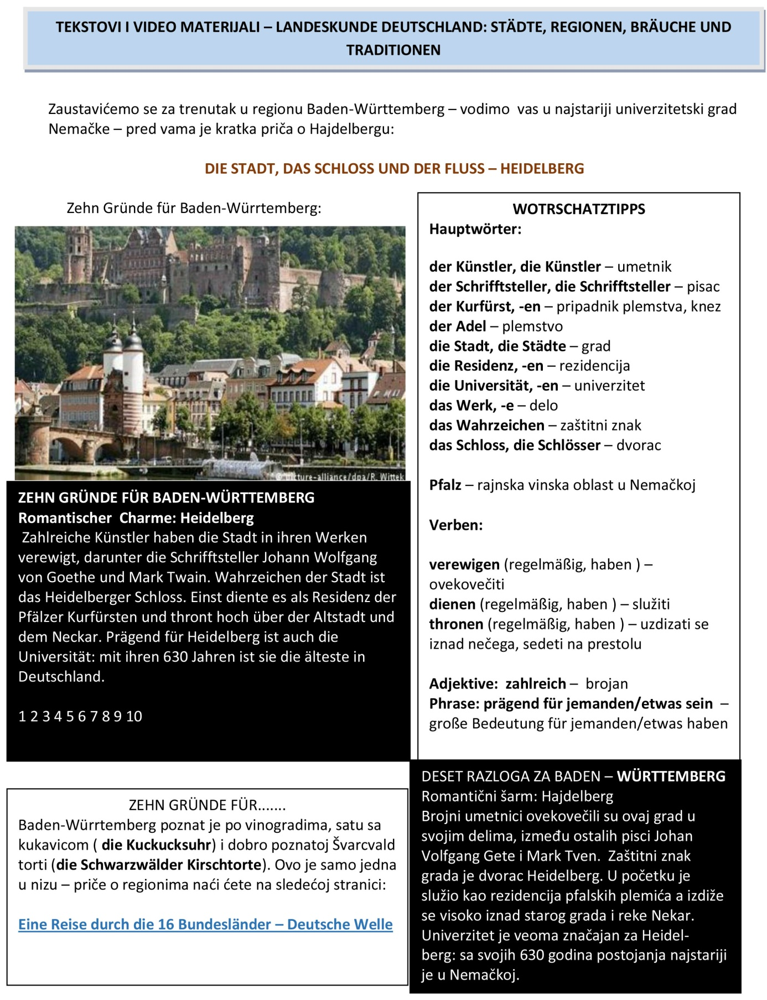 TEKSTOVI I VIDEO MATERIJALI – LANDESKUNDE DEUTSCHLAND: STÄDTE, REGIONEN, BRÄUCHE UND
TRADITIONEN
Zaustavićemo se za trenutak u regionu Baden-Württemberg – vodimo  vas u najstariji univerzitetski grad
Nemačke – pred vama je kratka priča o Hajdelbergu:
DIE STADT, DAS SCHLOSS UND DER FLUSS – HEIDELBERG
Zehn Gründe für Baden-Würrtemberg:
© picture-alliance/dpa/R. Wittek
ZEHN GRÜNDE FÜR BADEN-WÜRTTEMBERG
Romantischer  Charme: Heidelberg
Zahlreiche Künstler haben die Stadt in ihren Werken
verewigt, darunter die Schrifftsteller Johann Wolfgang
von Goethe und Mark Twain. Wahrzeichen der Stadt ist
das Heidelberger Schloss. Einst diente es als Residenz der
Pfälzer Kurfürsten und thront hoch über der Altstadt und
dem Neckar. Prägend für Heidelberg ist auch die
Universität: mit ihren 630 Jahren ist sie die älteste in
Deutschland.
1 2 3 4 5 6 7 8 9 10
WOTRSCHATZTIPPS
Hauptwörter:
der Künstler, die Künstler – umetnik
der Schrifftsteller, die Schrifftsteller – pisac
der Kurfürst, -en – pripadnik plemstva, knez
der Adel – plemstvo
die Stadt, die Städte – grad
die Residenz, -en – rezidencija
die Universität, -en – univerzitet
das Werk, -e – delo
das Wahrzeichen – zaštitni znak
das Schloss, die Schlösser – dvorac
Pfalz – rajnska vinska oblast u Nemačkoj
Verben:
verewigen (regelmäßig, haben ) –
ovekovečiti
dienen (regelmäßig, haben ) – služiti
thronen (regelmäßig, haben ) – uzdizati se
iznad nečega, sedeti na prestolu
Adjektive:  zahlreich –  brojan
Phrase: prägend für jemanden/etwas sein  –
große Bedeutung für jemanden/etwas haben
ZEHN GRÜNDE FÜR.......
Baden-Würrtemberg poznat je po vinogradima, satu sa
kukavicom ( die Kuckucksuhr) i dobro poznatoj Švarcvald
torti (die Schwarzwälder Kirschtorte). Ovo je samo jedna
u nizu – priče o regionima naći ćete na sledećoj stranici:
Eine Reise durch die 16 Bundesländer – Deutsche Welle
DESET RAZLOGA ZA BADEN – WÜRTTEMBERG
Romantični šarm: Hajdelberg
Brojni umetnici ovekovečili su ovaj grad u
svojim delima, između ostalih pisci Johan
Volfgang Gete i Mark Tven.  Zaštitni znak
grada je dvorac Heidelberg. U početku je
služio kao rezidencija pfalskih plemića a izdiže
se visoko iznad starog grada i reke Nekar.
Univerzitet je veoma značajan za Heidel-
berg: sa svojih 630 godina postojanja najstariji
je u Nemačkoj.